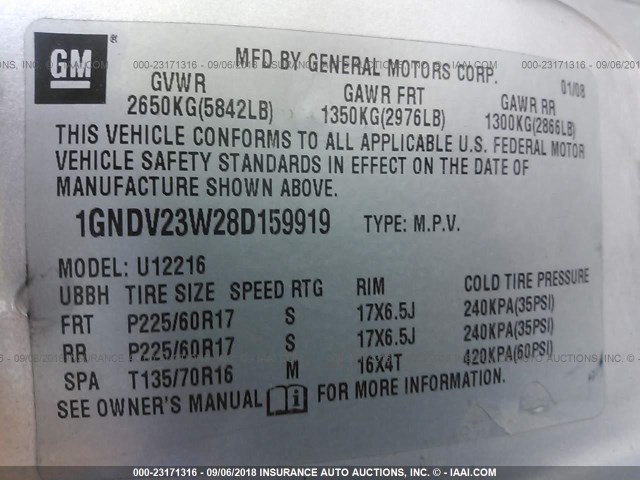 GM®
MFD BY GENERAL MOTORS CORP.
01/08
GVWR GAWR FRT GAWR RR
2650KG(5842LB) 1350KG(2976LB) 1300KG(2866LB)
THIS VEHICLE CONFORMS TO ALL APPLICABLE U.S. FEDERAL MOTOR
VEHICLE SAFETY STANDARDS IN EFFECT ON THE DATE OF
MANUFACTURE SHOWN ABOVE.
1GNDV23W28D159919 TYPE: M.P.V.
MODEL: U12216
UBBH TIRE SIZE SPEED RTG RIM COLD TIRE PRESSURE
FRT P225/60R17 S 17X6.5J 240KPA(35PSI)
RR P225/60R17 S 17X6.5J 240KPA(35PSI)
SPA T135/70R16 M 16X4T 420KPA(60PSI)
SEE OWNER'S MANUAL i FOR MORE INFORMATION.
000-23171316 - 09/06/2018 INSURANCE AUTO AUCTIONS, INC. - © IAAI.COM